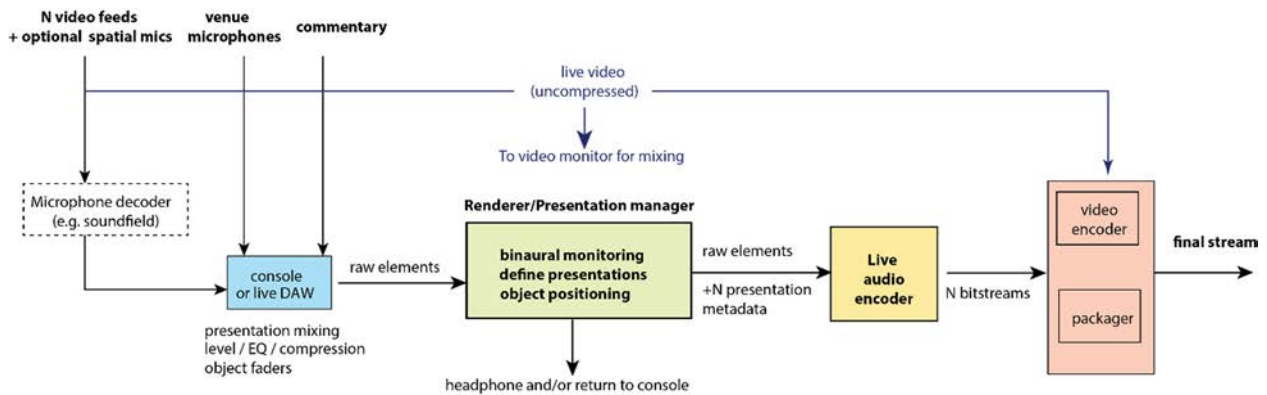 N video feeds
+ optional spatial mics
venue
microphones
commentary
live video
(uncompressed)
To video monitor for mixing
Microphone decoder
(e.g. soundfield)
console
or live DAW
presentation mixing
level / EQ / compression
object faders
raw elements
Renderer/Presentation manager
binaural monitoring
define presentations
object positioning
headphone and/or return to console
raw elements
+N presentation
metadata
Live
audio
encoder
N bitstreams
video
encoder
packager
final stream